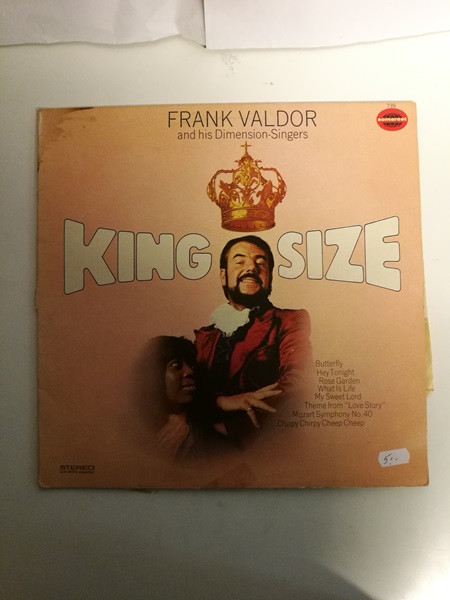 FRANK VALDOR
and his Dimension-Singers
somerset
KING SIZE
Butterfly
Hey Tonight
Rose Garden
What Is Life
My Sweet Lord
Theme from "Love Story"
Mozart Symphony No. 40
Chirpy Chirpy Cheep Cheep
STEREO
5,--